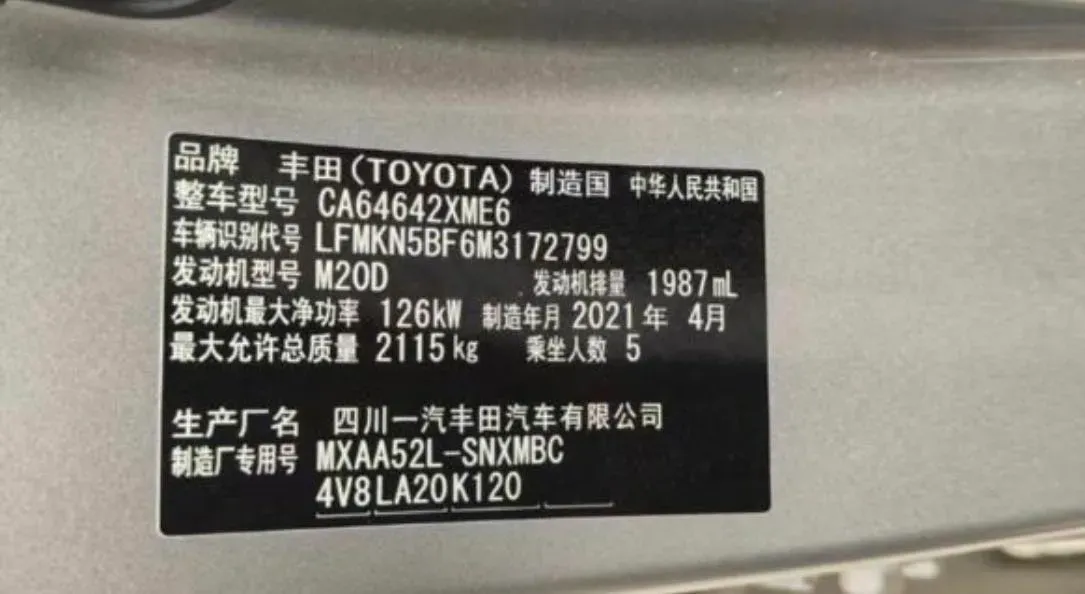 品牌 丰田(TOYOTA) 制造国 中华人民共和国
整车型号 CA64642XME6
车辆识别代号 LFMKN5BF6M3172799
发动机型号 M20D 发动机排量 1987mL
发动机最大净功率 126kW 制造年月 2021年 4月
最大允许总质量 2115kg 乘坐人数 5
生产厂名 四川一汽丰田汽车有限公司
制造厂专用号 MXAA52L-SNXMBC
4V8 LA20 K120